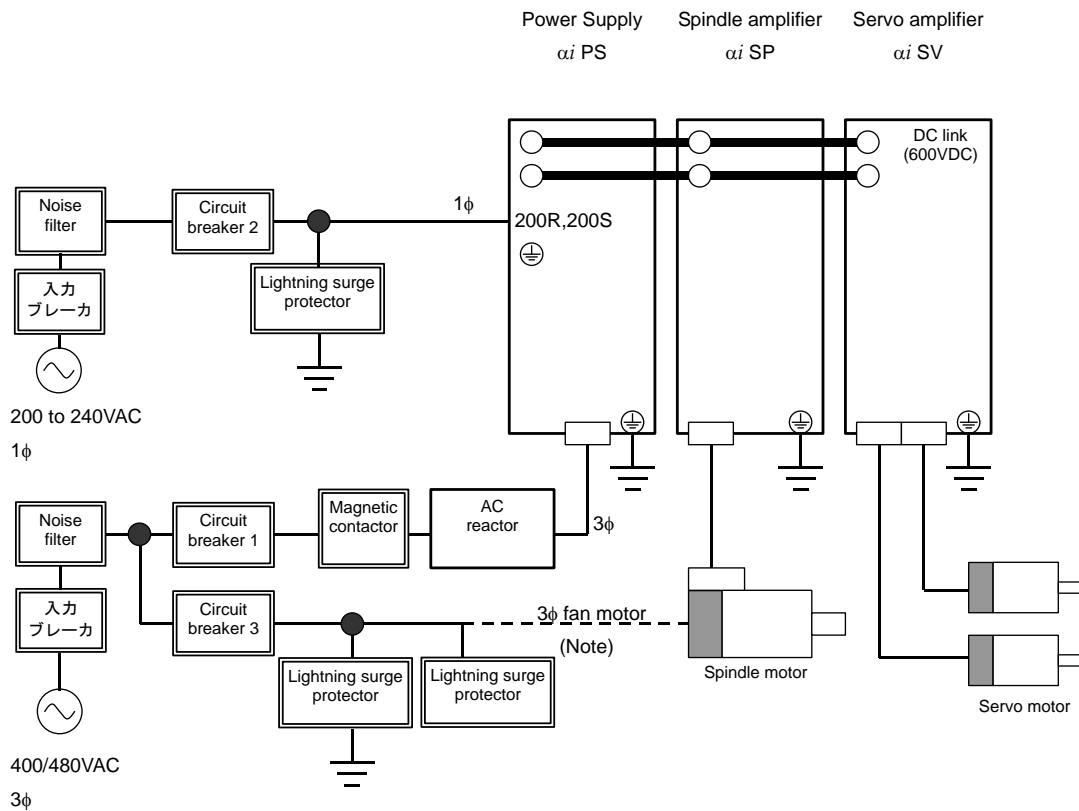 Power Supply
αi PS
Spindle amplifier
αi SP
Servo amplifier
αi SV
DC link
(600VDC)
Noise
filter
Circuit
breaker 2
1ϕ
200R,200S
入力
ブレーカ
Lightning surge
protector
200 to 240VAC
1ϕ
Noise
filter
Circuit
breaker 1
Magnetic
contactor
AC
reactor
3ϕ
入力
ブレーカ
Circuit
breaker 3
3ϕ fan motor
(Note)
Lightning surge
protector
Lightning surge
protector
Spindle motor
Servo motor
400/480VAC
3ϕ